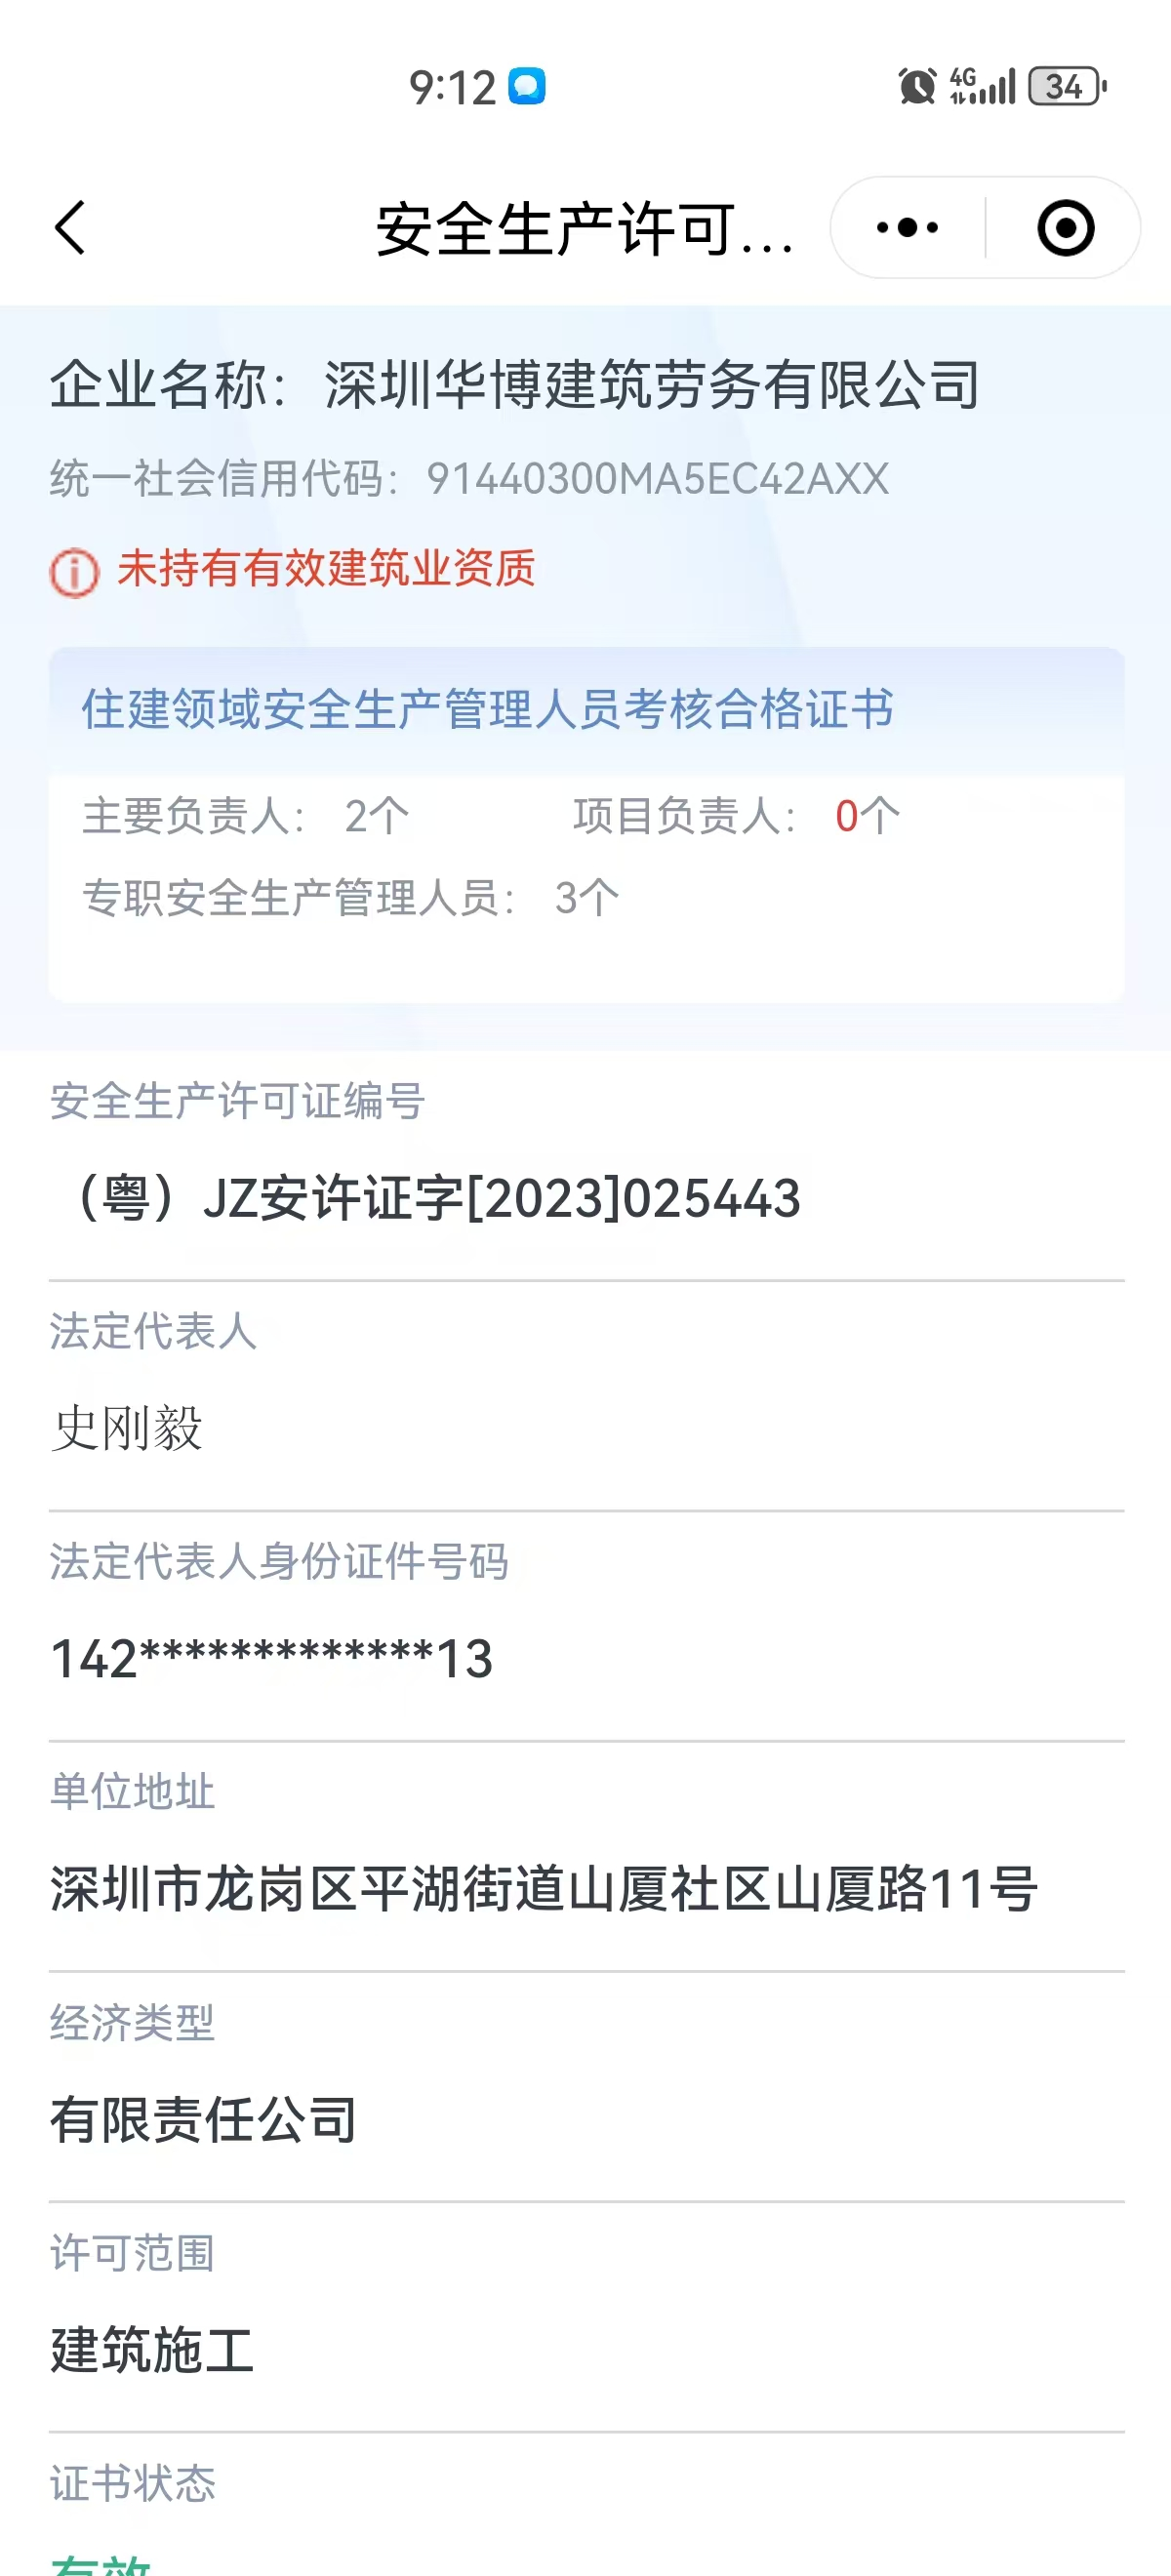 9:12
4G
34
安全生产许可...
企业名称：深圳华博建筑劳务有限公司
统一社会信用代码：91440300MA5EC42AXX
未持有有效建筑业资质
住建领域安全生产管理人员考核合格证书
主要负责人： 2个 项目负责人： 0个
专职安全生产管理人员： 3个
安全生产许可证编号
（粤）JZ安许证字[2023]025443
法定代表人
史刚毅
法定代表人身份证件号码
142*************13
单位地址
深圳市龙岗区平湖街道山厦社区山厦路11号
经济类型
有限责任公司
许可范围
建筑施工
证书状态
有效